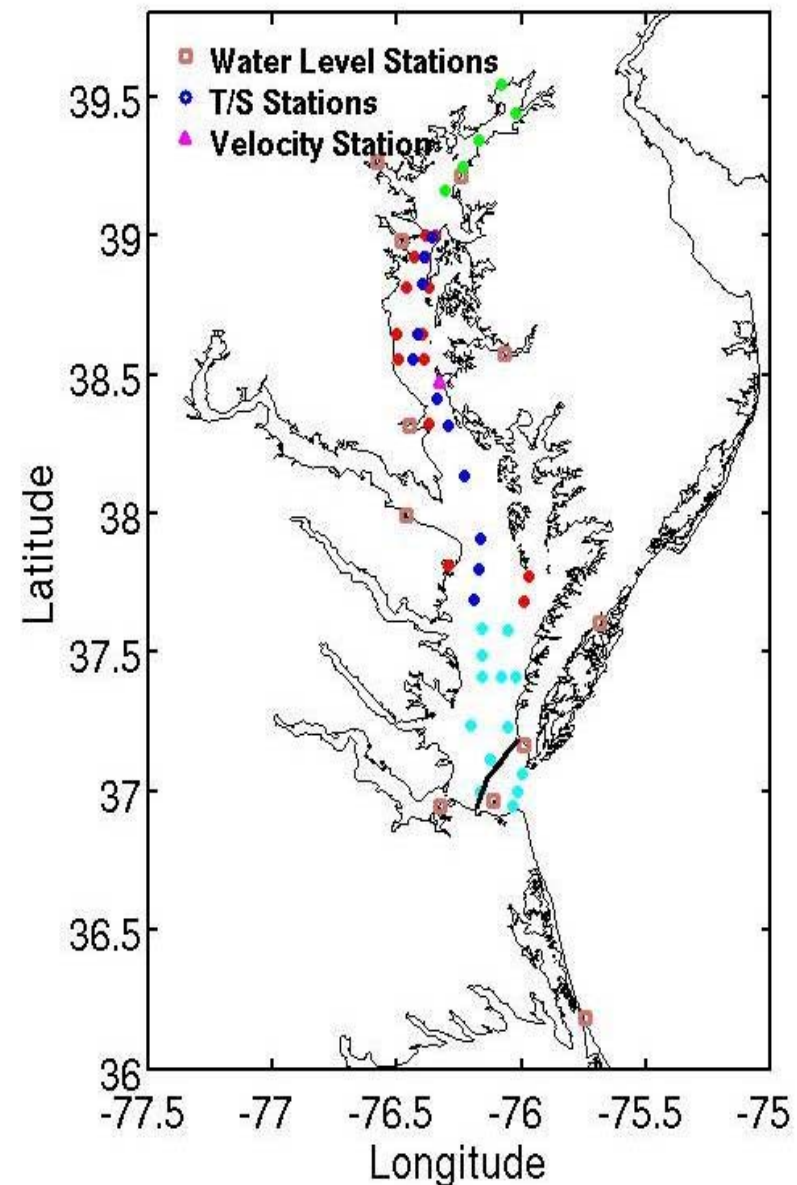 Water Level Stations
T/S Stations
Velocity Station
39.5
39
38.5
38
37.5
37
36.5
36
-77.5 -77 -76.5 -76 -75.5 -75
Latitude
Longitude